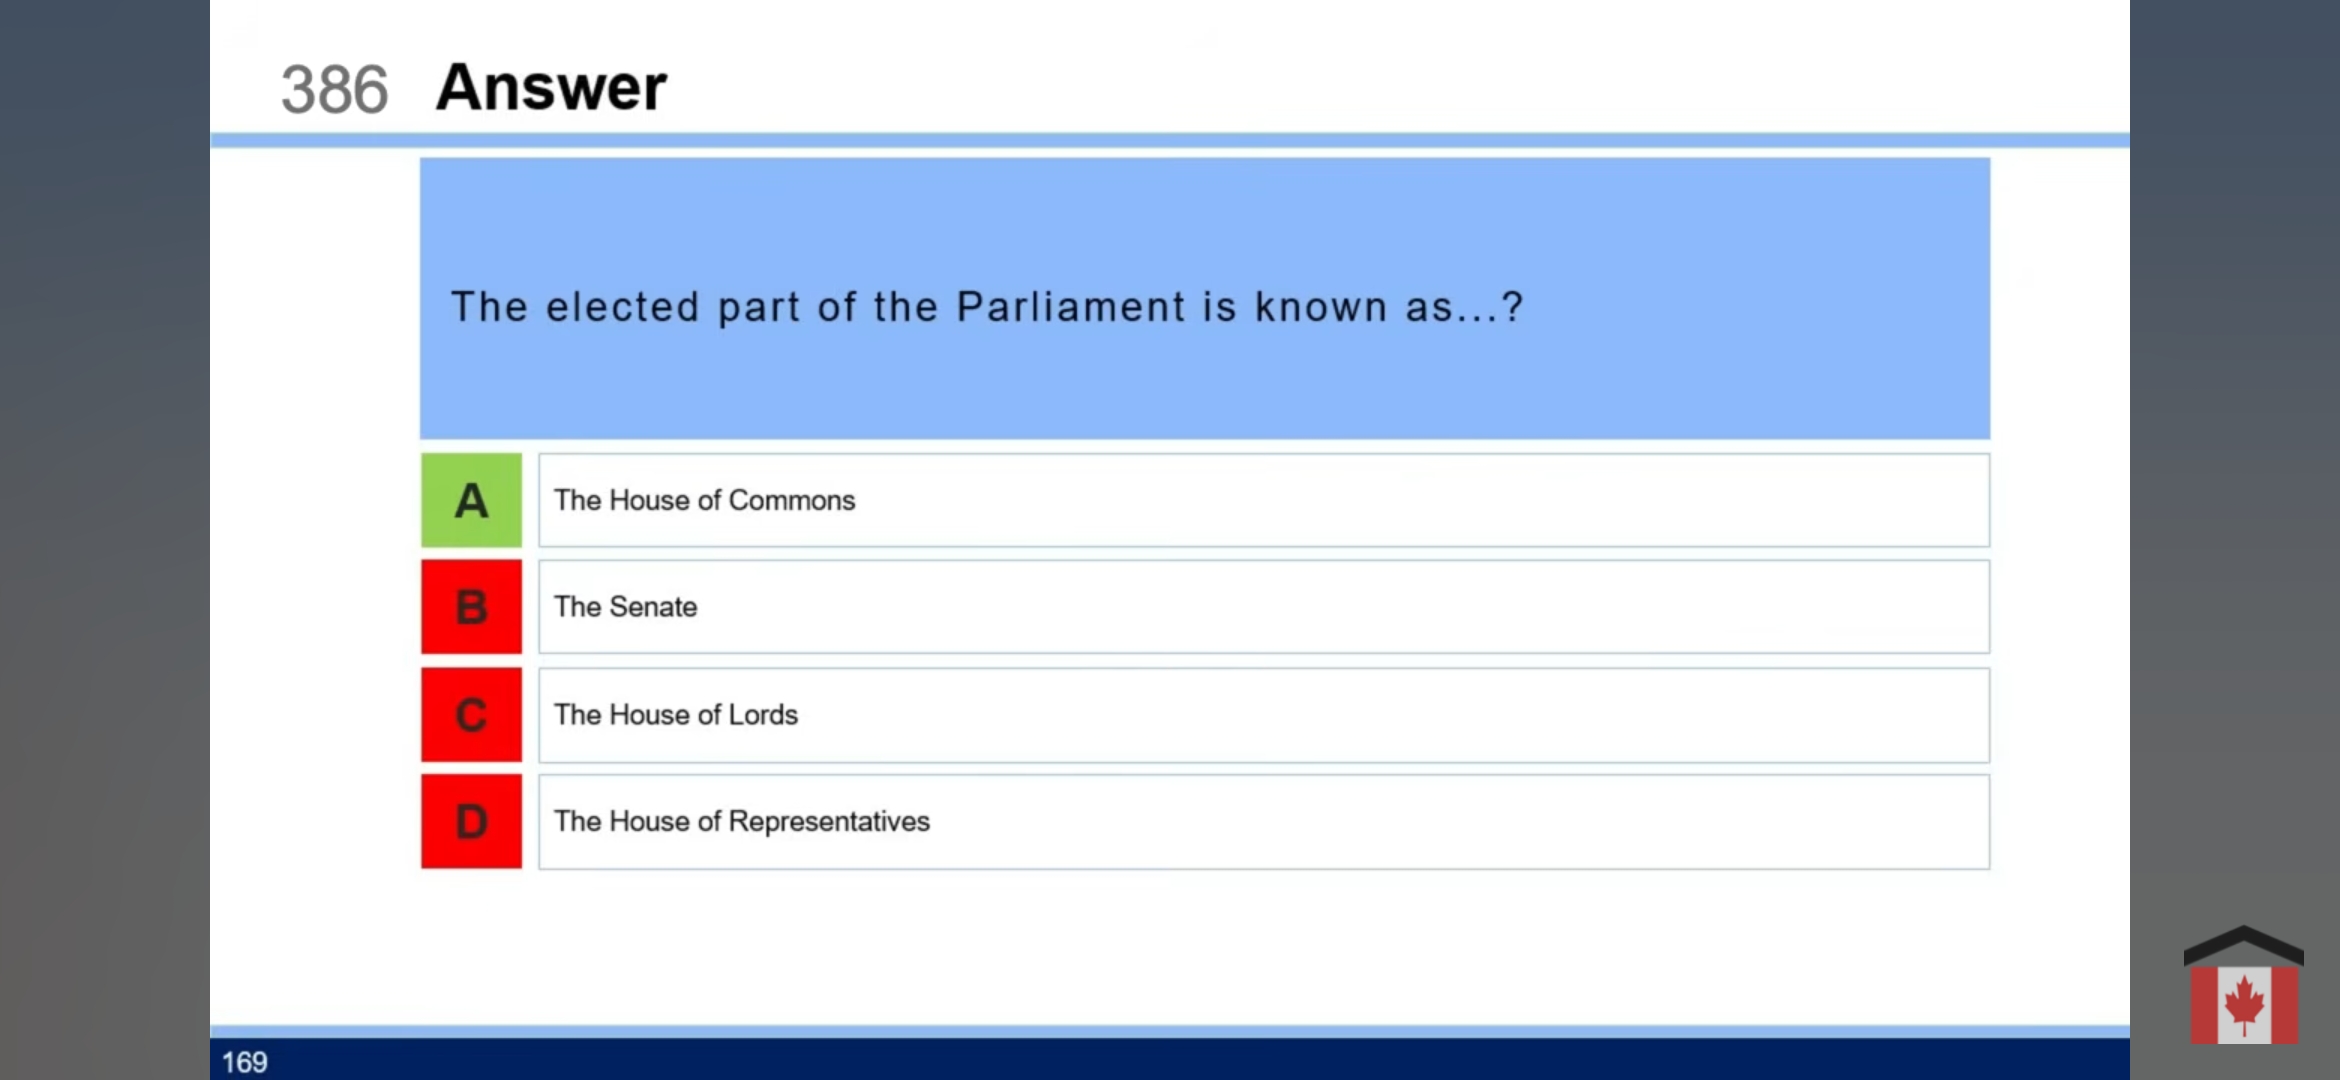 386 Answer
The elected part of the Parliament is known as...?
A The House of Commons
B The Senate
C The House of Lords
D The House of Representatives
169